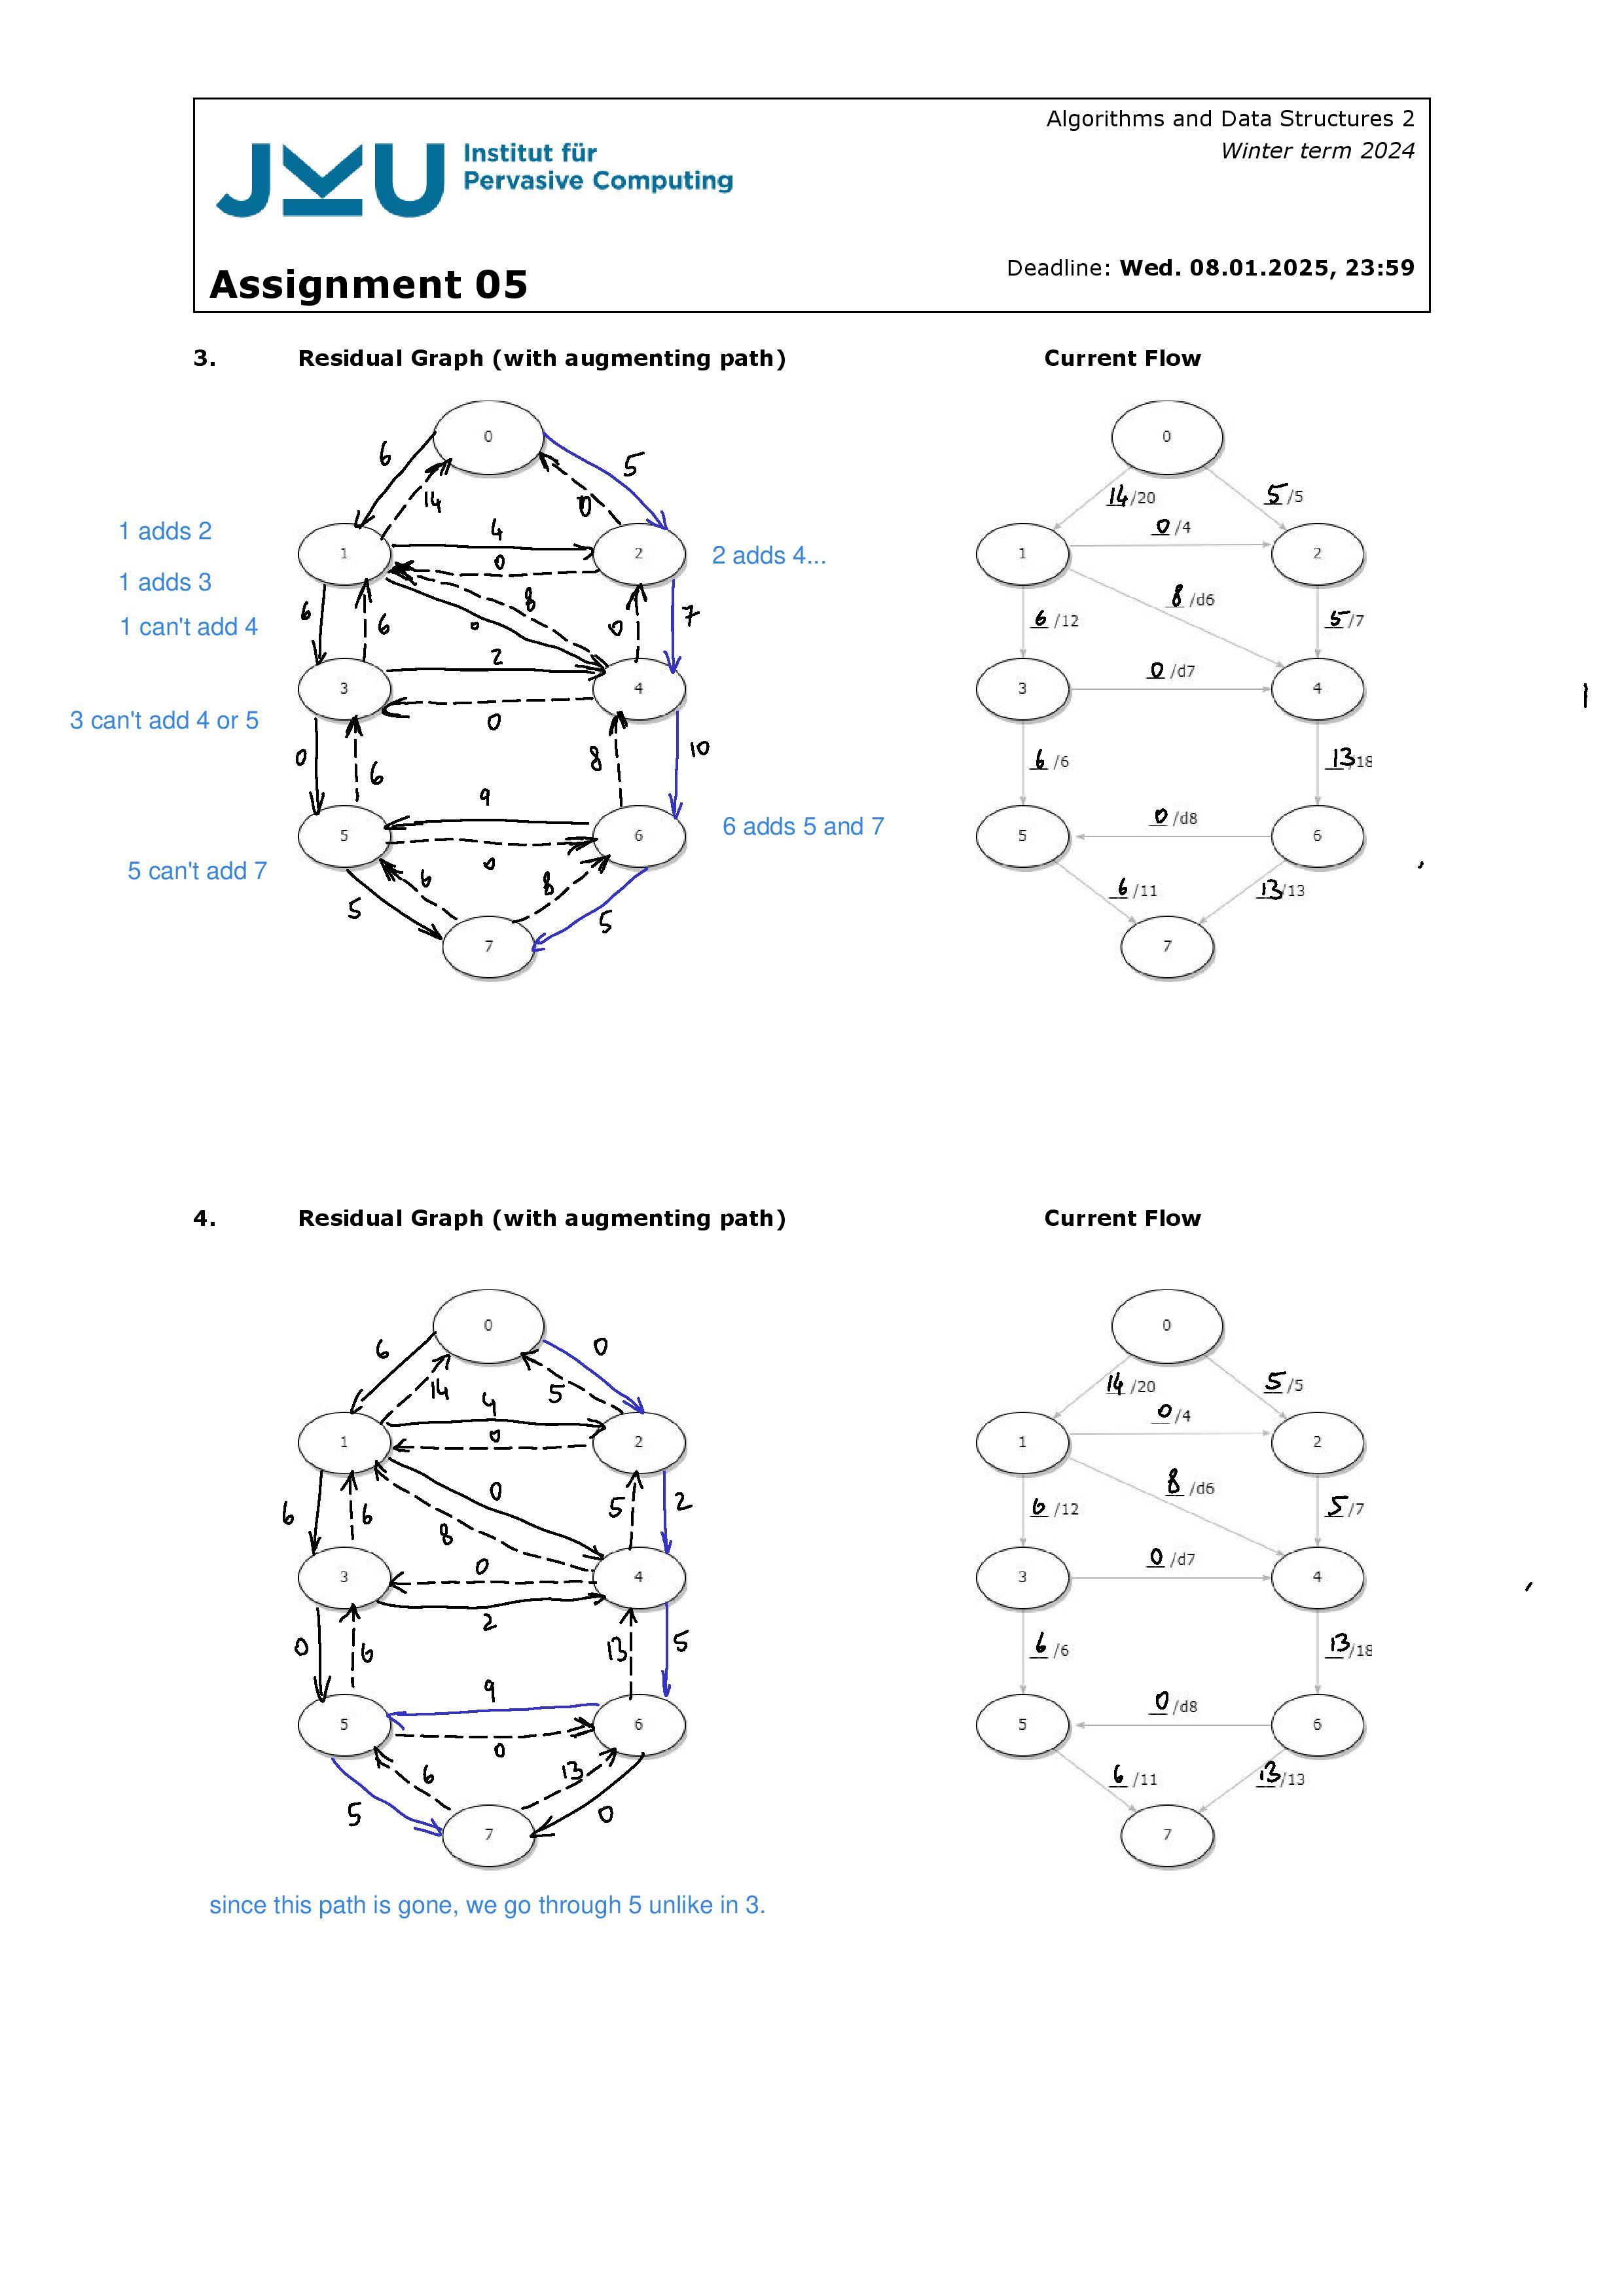 Algorithms and Data Structures 2
Winter term 2024
JKU Institut für
Pervasive Computing
Assignment 05
Deadline: Wed. 08.01.2025, 23:59
3. Residual Graph (with augmenting path) Current Flow
0
6 5
14 0
1 adds 2
4
1 2
0
2 adds 4...
1 adds 3
8
6 6 0 0 7
1 can't add 4
2
3 4
3 can't add 4 or 5
0
0 6 8 10
9
5 6
6 adds 5 and 7
0
5 can't add 7
6 8
5 5
7
0
14/20 5/5
0/4
1 2
8/d6
6/12 5/7
0/d7
3 4
6/6 13/18
0/d8
5 6
6/11 13/13
7
4. Residual Graph (with augmenting path) Current Flow
0
6 0
14 5
4
1 2
0
0
6 6 8 5 2
0
3 4
2
0 6 13 5
9
5 6
0
6 13
5 0
7
since this path is gone, we go through 5 unlike in 3.
0
14/20 5/5
0/4
1 2
8/d6
6/12 5/7
0/d7
3 4
6/6 13/18
0/d8
5 6
6/11 13/13
7